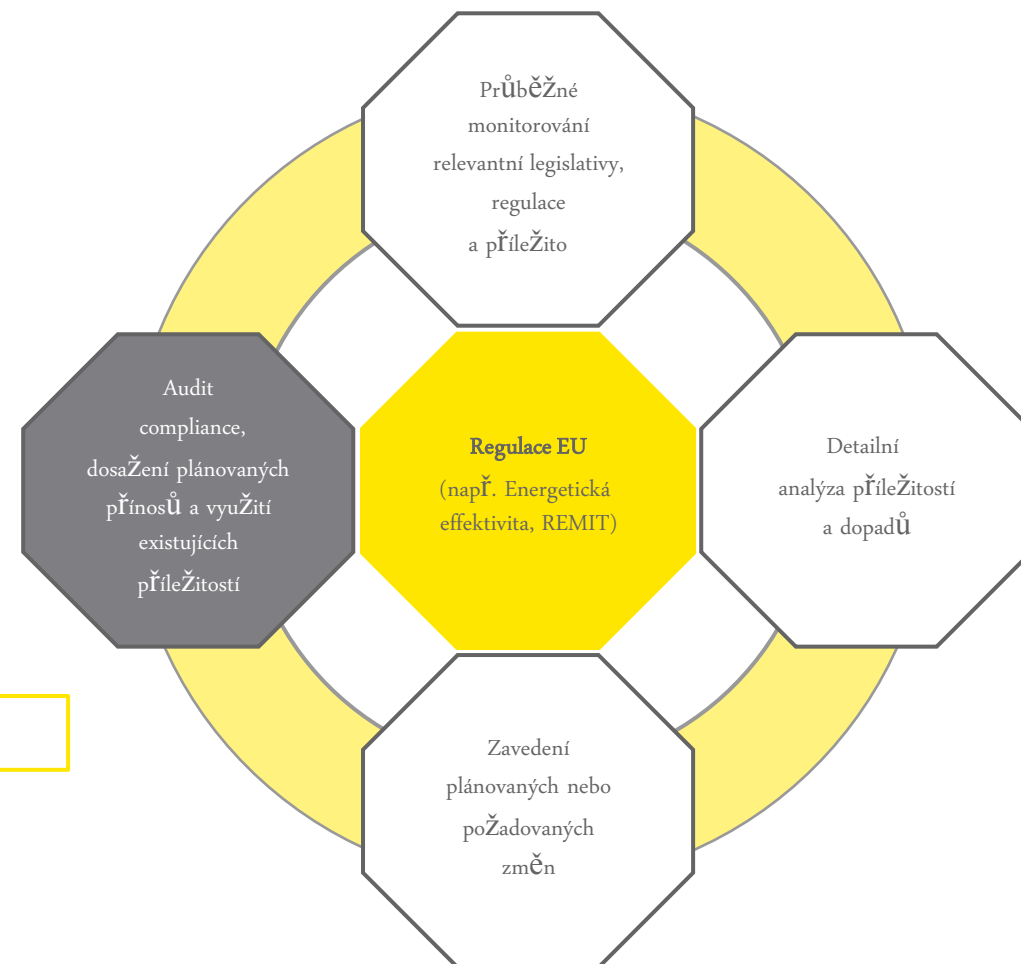 Průběžné
monitorování
relevantní legislativy,
regulace
a příležito
Audit
compliance,
dosažení plánovaných
přínosů a využití
existujících
příležitostí
Regulace EU
(např. Energetická
effektivita, REMIT)
Detailní
analýza příležitostí
a dopadů
Zavedení
plánovaných nebo
požadovaných
změn